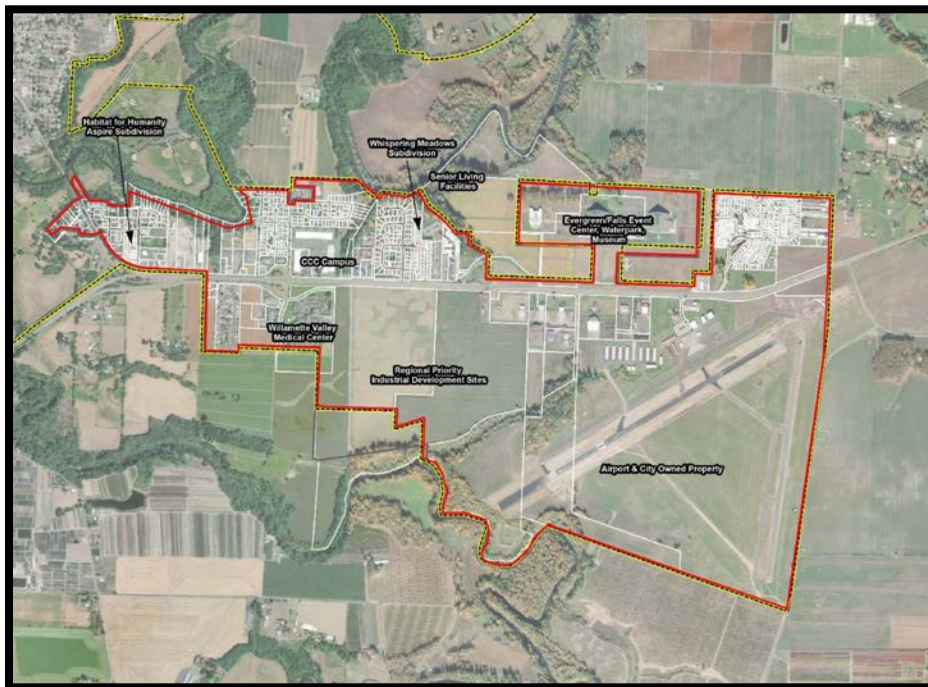 Habitat for Humanity
Aspire Subdivision
Whispering Meadows
Subdivision
Senior Living
Facilities
Evergreen/Falls Event
Center, Waterpark,
Museum
CCC Campus
Willamette Valley
Medical Center
Regional Priority
Industrial Development Sites
Airport & City Owned Property